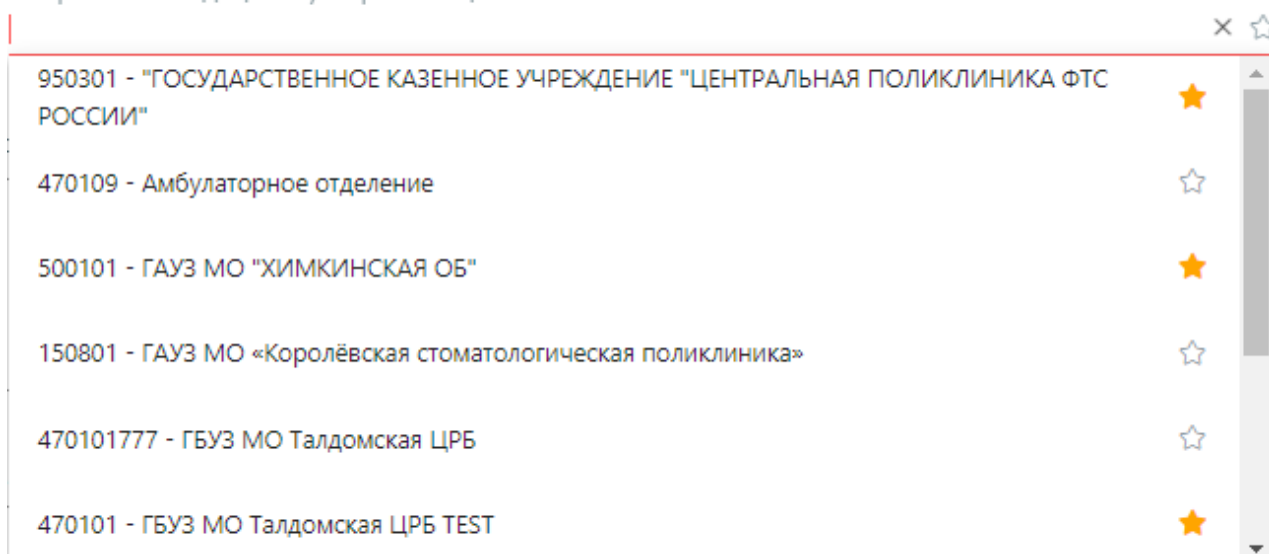 950301 - "ГОСУДАРСТВЕННОЕ КАЗЕННОЕ УЧРЕЖДЕНИЕ "ЦЕНТРАЛЬНАЯ ПОЛИКЛИНИКА ФТС
РОССИИ"
470109 - Амбулаторное отделение
500101 - ГАУЗ МО "ХИМКИНСКАЯ ОБ"
150801 - ГАУЗ МО «Королёвская стоматологическая поликлиника»
470101777 - ГБУЗ МО Талдомская ЦРБ
470101 - ГБУЗ МО Талдомская ЦРБ TEST